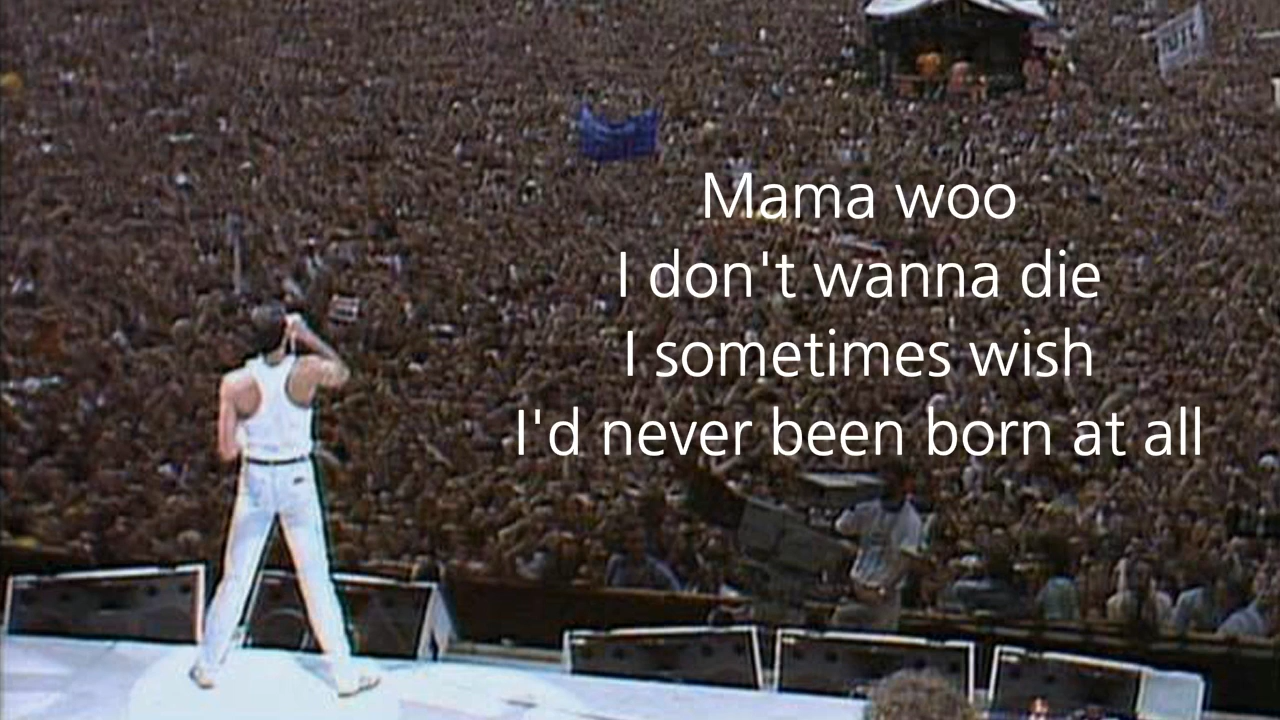 Mama woo
I don't wanna die
I sometimes wish
I'd never been born at all